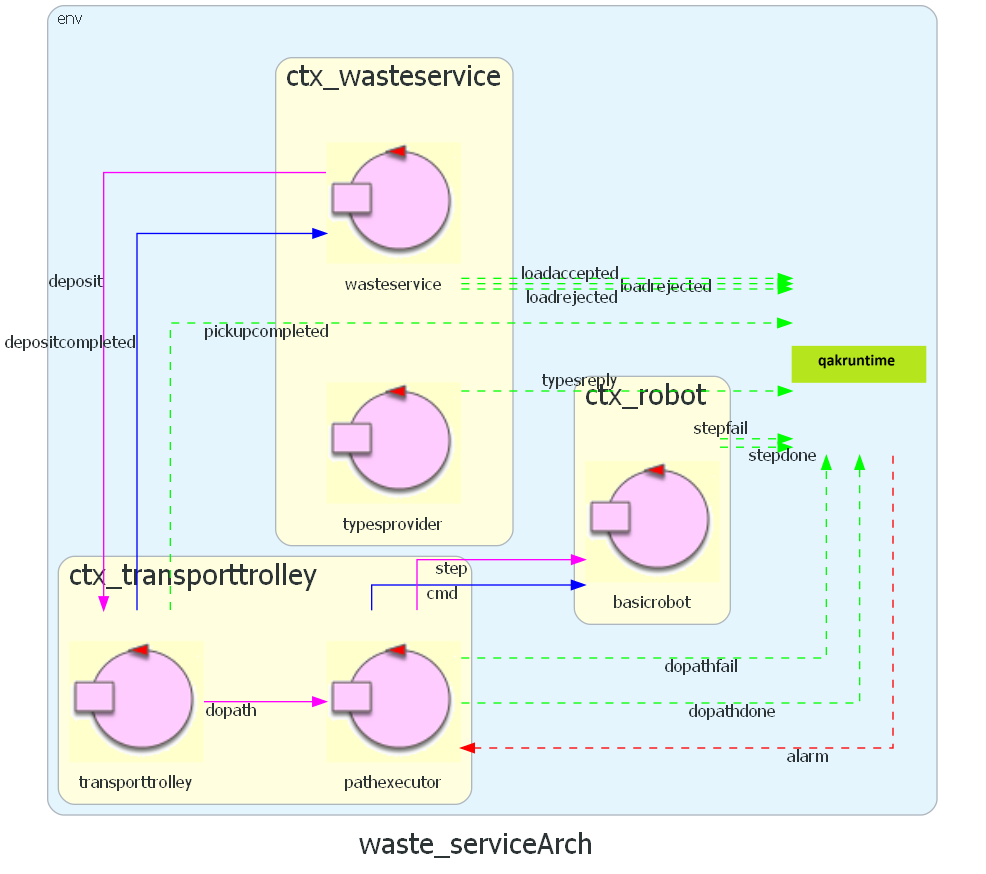 env
ctx_wasteservice
wasteservice
deposit
depositcompleted
loadaccepted
loadrejected
loadrejected
pickupcompleted
qakruntime
typesreply
ctx_robot
stepfail
stepdone
typesprovider
ctx_transporttrolley
step
cmd
basicrobot
dopathfail
dopath
dopathdone
alarm
transporttrolley
pathexecutor
waste_serviceArch